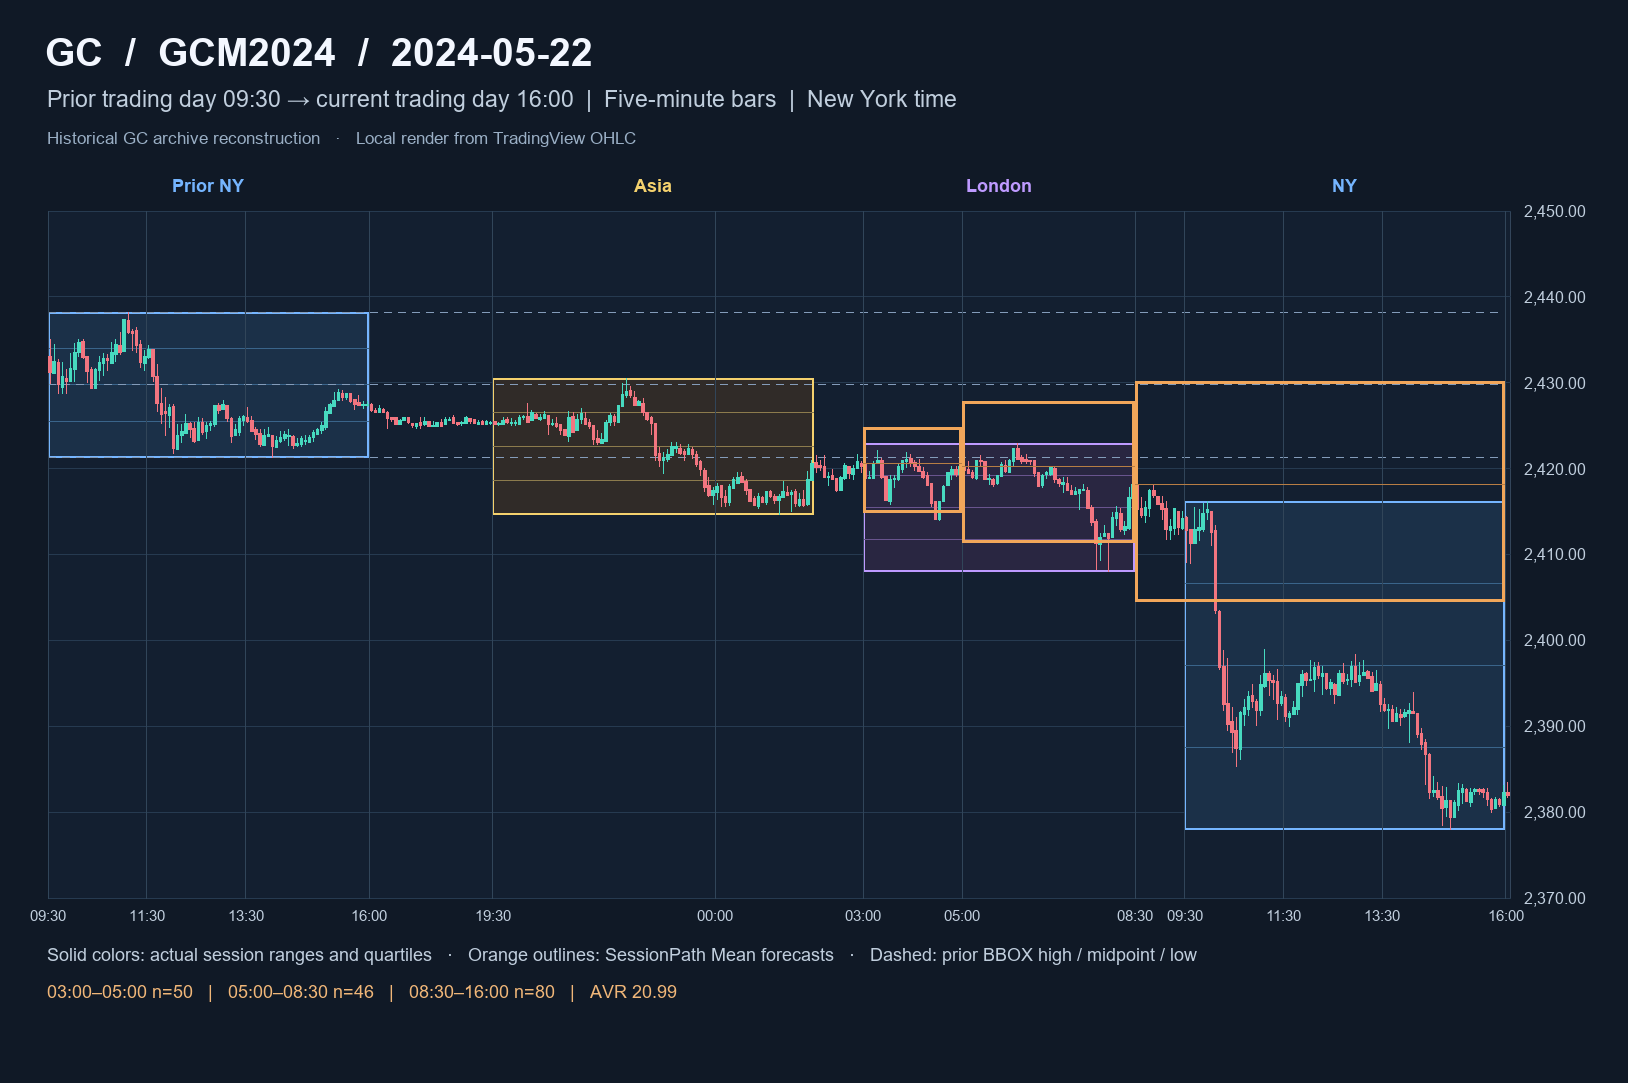 GC / GCM2024 / 2024-05-22
Prior trading day 09:30 → current trading day 16:00 | Five-minute bars | New York time
Historical GC archive reconstruction · Local render from TradingView OHLC
Prior NY Asia London NY
2,450.00
2,440.00
2,430.00
2,420.00
2,410.00
2,400.00
2,390.00
2,380.00
2,370.00
09:30 11:30 13:30 16:00 19:30 00:00 03:00 05:00 08:30 09:30 11:30 13:30 16:00
Solid colors: actual session ranges and quartiles · Orange outlines: SessionPath Mean forecasts · Dashed: prior BBOX high / midpoint / low
03:00–05:00 n=50 | 05:00–08:30 n=46 | 08:30–16:00 n=80 | AVR 20.99